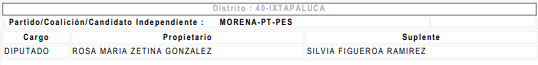 Distrito : 40-IXTAPALUCA
Partido/Coalición/Candidato Independiente : MORENA-PT-PES
Cargo Propietario Suplente
DIPUTADO ROSA MARIA ZETINA GONZALEZ SILVIA FIGUEROA RAMIREZ